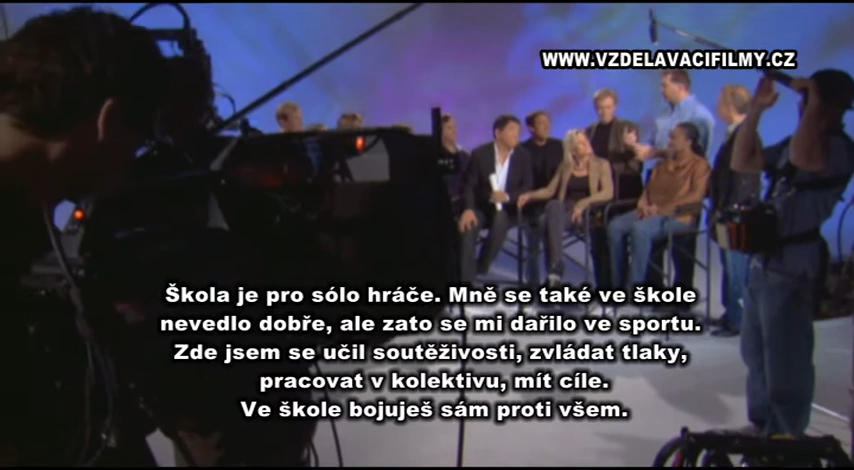 WWW.VZDELAVACIFILMY.CZ
Škola je pro sólo hráče. Mně se také ve škole
nevedlo dobře, ale zato se mi dařilo ve sportu.
Zde jsem se učil soutěživosti, zvládat tlaky,
pracovat v kolektivu, mít cíle.
Ve škole bojuješ sám proti všem.